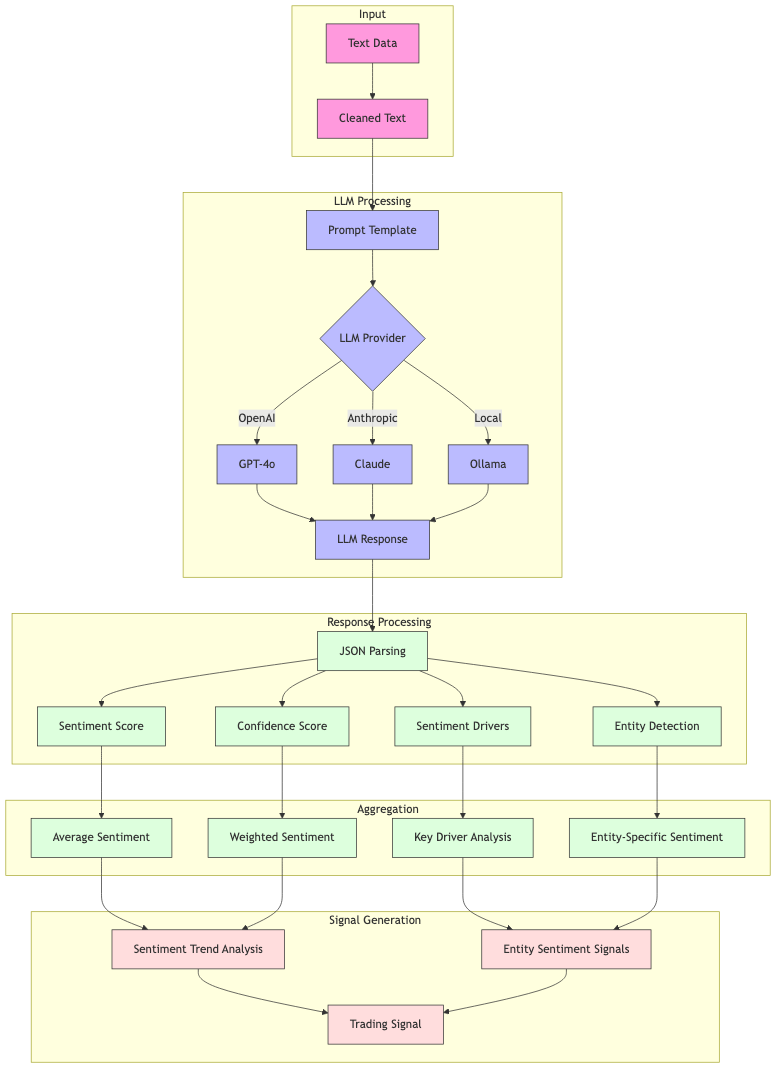 Input
Text Data
Cleaned Text
LLM Processing
Prompt Template
LLM Provider
OpenAI
Anthropic
Local
GPT-4o
Claude
Ollama
LLM Response
Response Processing
JSON Parsing
Sentiment Score
Confidence Score
Sentiment Drivers
Entity Detection
Aggregation
Average Sentiment
Weighted Sentiment
Key Driver Analysis
Entity-Specific Sentiment
Signal Generation
Sentiment Trend Analysis
Entity Sentiment Signals
Trading Signal